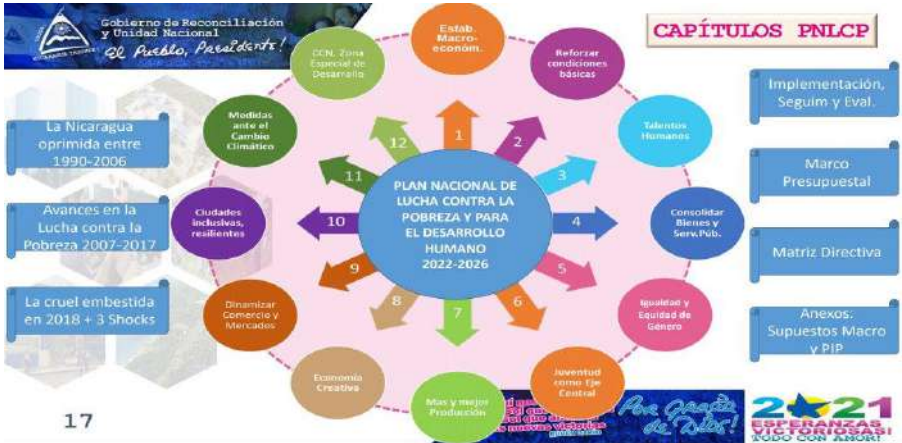 Gobierno de Reconciliación
y Unidad Nacional
El Pueblo, Presidente!
CAPÍTULOS PNLCP
La Nicaragua
oprimida entre
1990-2006
Avances en la
Lucha contra la
Pobreza 2007-2017
La cruel embestida
en 2018 + 3 Shocks
PLAN NACIONAL DE
LUCHA CONTRA LA
POBREZA Y PARA
EL DESARROLLO
HUMANO
2022-2026
1
Estab.
Macro-
económ.
2
Reforzar
condiciones
básicas
3
Talentos
Humanos
4
Consolidar
Bienes y
Serv.Púb.
5
Igualdad y
Equidad de
Género
6
Juventud
como Eje
Central
7
Mas y mejor
Producción
8
Economía
Creativa
9
Dinamizar
Comercio y
Mercados
10
Ciudades
inclusivas,
resilientes
11
Medidas
ante el
Cambio
Climático
12
CCN, Zona
Especial de
Desarrollo
Implementación,
Seguim y Eval.
Marco
Presupuestal
Matriz Directiva
Anexos:
Supuestos Macro
y PIP
17
Por gracia
de Dios!
2021
ESPERANZAS
VICTORIOSAS!
TODO CON AMOR!